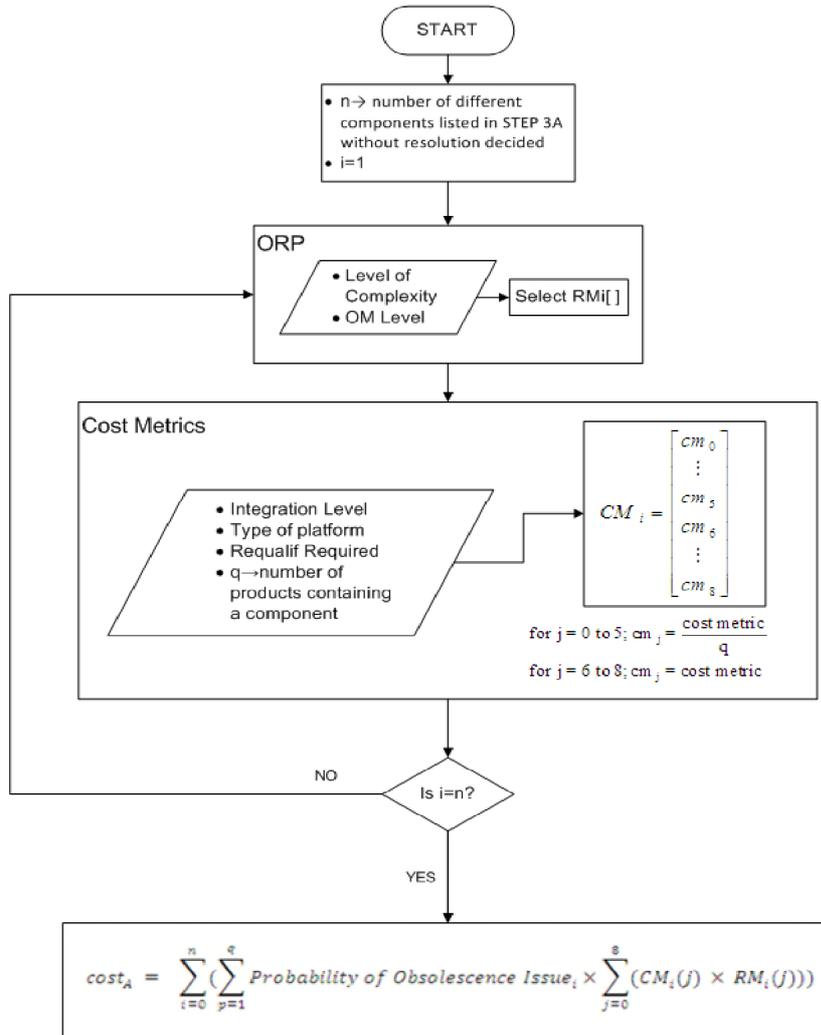 START
• n→ number of different
components listed in STEP 3A
without resolution decided
• i=1
ORP
• Level of
Complexity
• OM Level
Select RMi[ ]
Cost Metrics
• Integration Level
• Type of platform
• Requalif Required
• q→number of
products containing
a component
CM i = [cm 0 ⋮ cm 5 cm 6 ⋮ cm 8]
for j = 0 to 5; cm j = cost metric / q
for j = 6 to 8; cm j = cost metric
NO
Is i=n?
YES
cost_A = ∑_{i=0}^{n} (∑_{p=1}^{q} Probability of Obsolescence Issue_i × ∑_{j=0}^{8} (CM_i(j) × RM_i(j)))